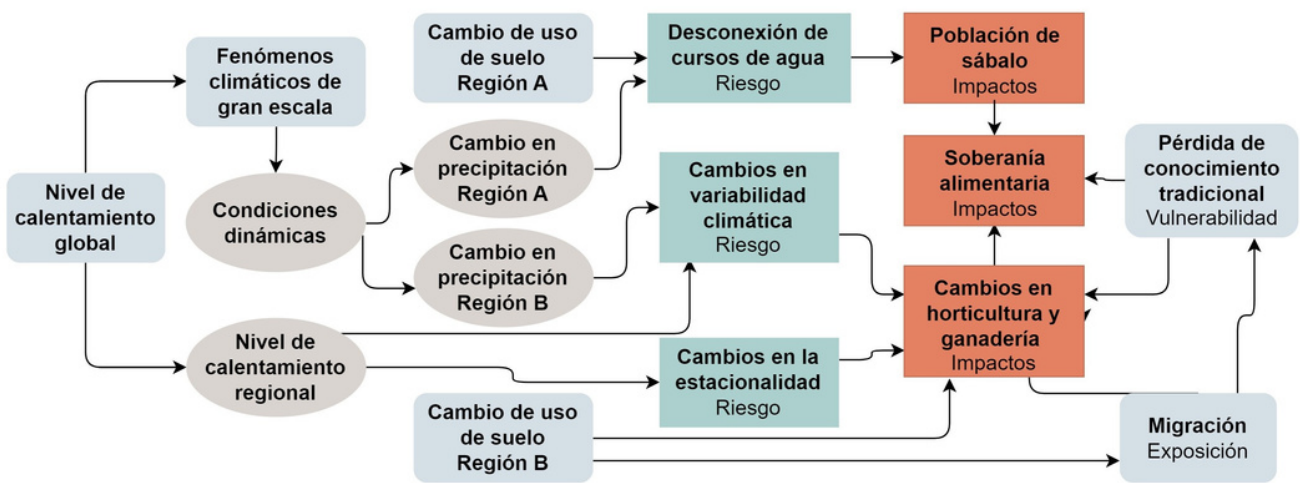 Nivel de
calentamiento
global
Fenómenos
climáticos de
gran escala
Condiciones
dinámicas
Nivel de
calentamiento
regional
Cambio de uso
de suelo
Región A
Cambio en
precipitación
Región A
Cambio en
precipitación
Región B
Cambio de uso
de suelo
Región B
Desconexión de
cursos de agua
Riesgo
Cambios en
variabilidad
climática
Riesgo
Cambios en la
estacionalidad
Riesgo
Población de
sábalo
Impactos
Soberanía
alimentaria
Impactos
Cambios en
horticultura y
ganadería
Impactos
Pérdida de
conocimiento
tradicional
Vulnerabilidad
Migración
Exposición